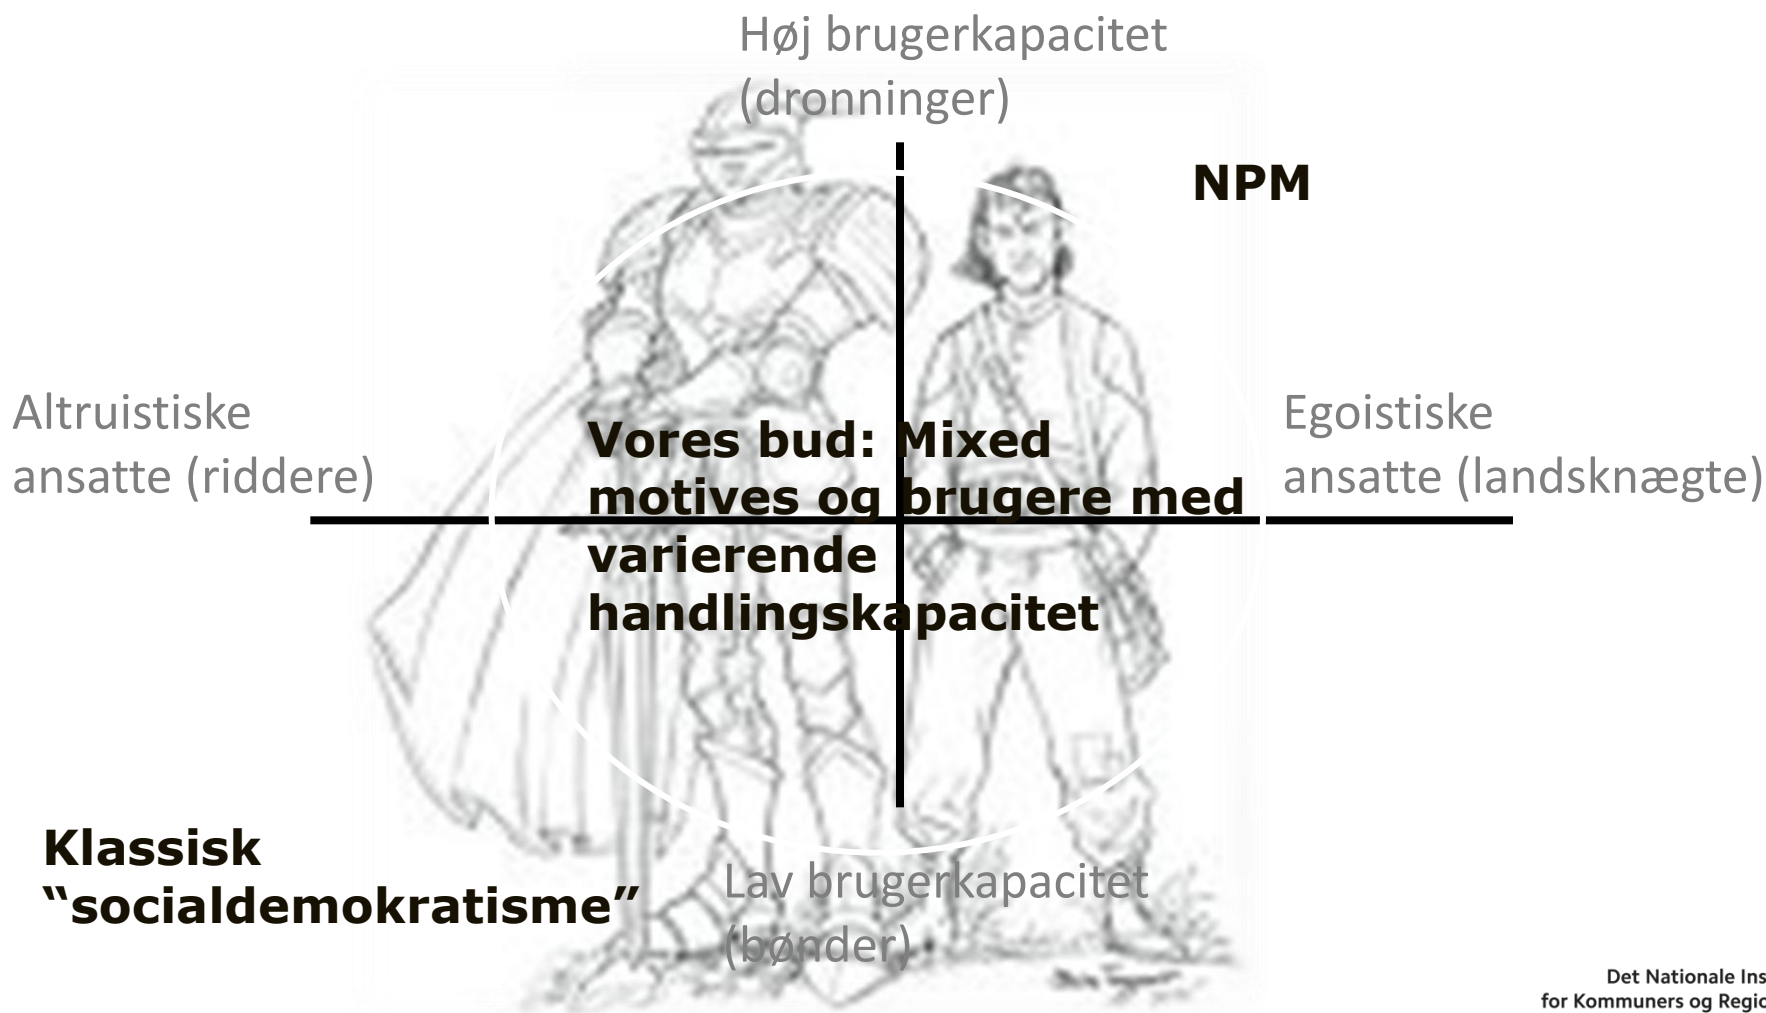 Høj brugerkapacitet
(dronninger)
NPM
Altruistiske
ansatte (riddere)
Egoistiske
ansatte (landsknægte)
Vores bud: Mixed
motives og brugere med
varierende
handlingskapacitet
Klassisk
“socialdemokratisme”
Lav brugerkapacitet
(bønder)
Det Nationale Ins
for Kommuners og Regio